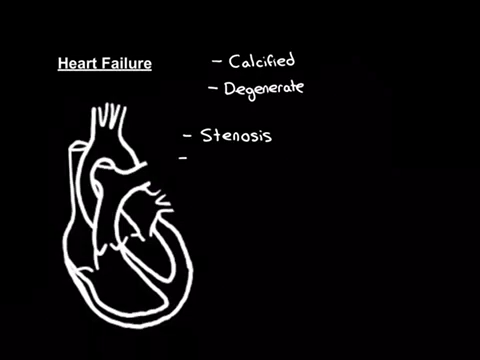 Heart Failure
- Calcified
- Degenerate
- Stenosis
-